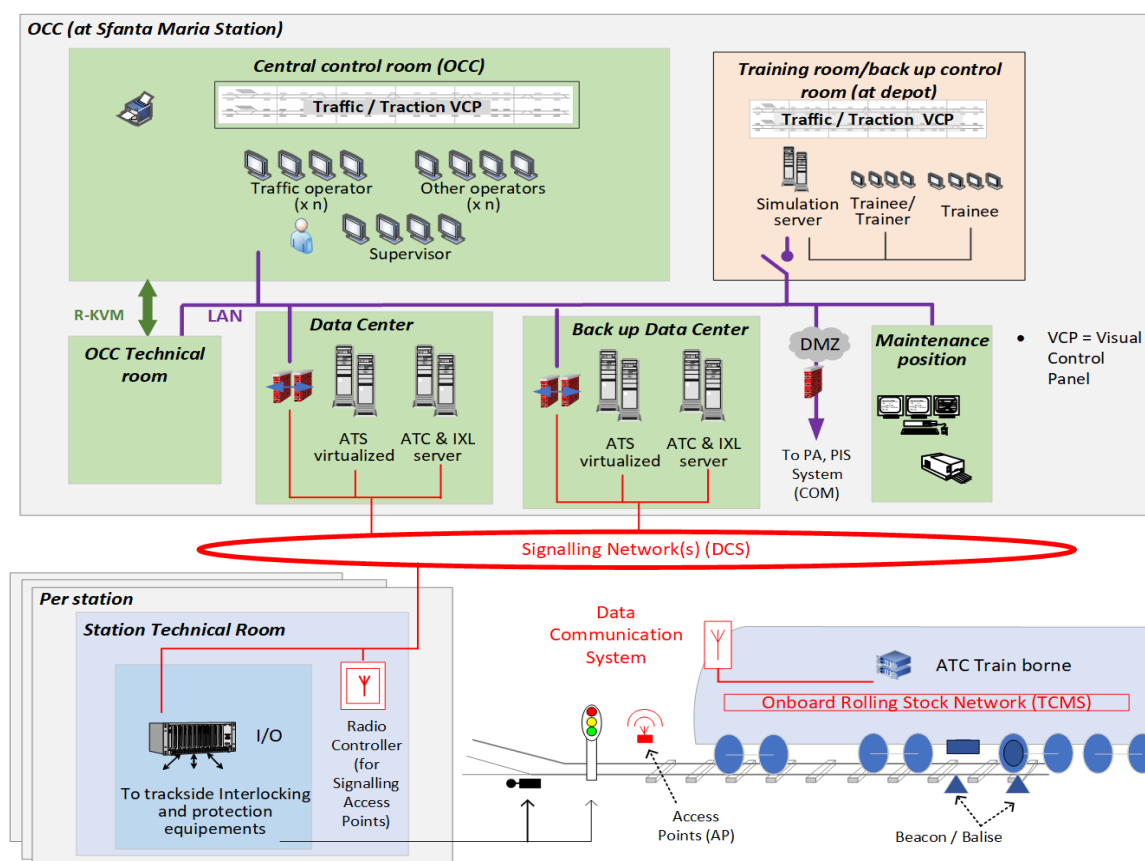 OCC (at Sfanta Maria Station)
Central control room (OCC)
Traffic / Traction VCP
Traffic operator
(x n)
Other operators
(x n)
Supervisor
Training room/back up control
room (at depot)
Traffic / Traction VCP
Simulation
server
Trainee/
Trainer
Trainee
R-KVM
LAN
OCC Technical
room
Data Center
ATS
virtualized
ATC & IXL
server
Back up Data Center
ATS
virtualized
ATC & IXL
server
DMZ
To PA, PIS
System
(COM)
Maintenance
position
• VCP = Visual
Control
Panel
Signalling Network(s) (DCS)
Per station
Station Technical Room
I/O
To trackside Interlocking
and protection
equipements
Radio
Controller
(for
Signalling
Access
Points)
Data
Communication
System
ATC Train borne
Onboard Rolling Stock Network (TCMS)
Access
Points (AP)
Beacon / Balise